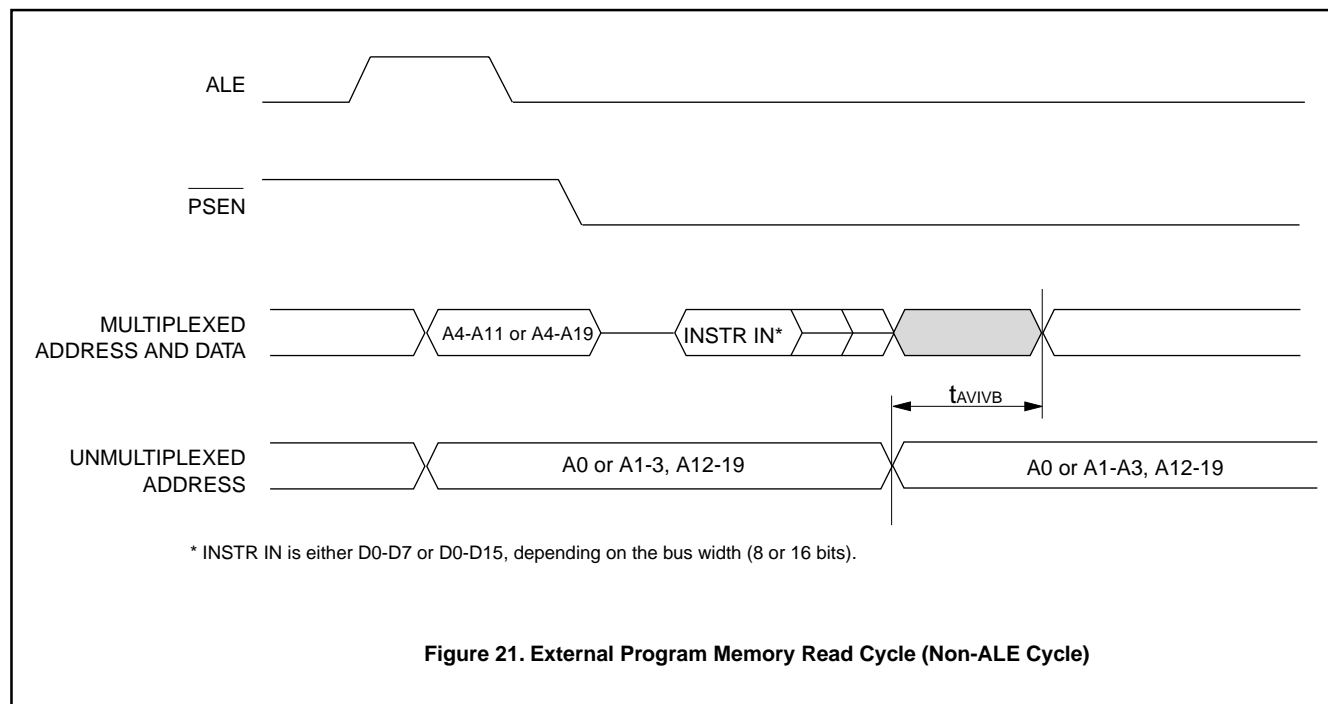 ALE
PSEN
MULTIPLEXED
ADDRESS AND DATA
A4-A11 or A4-A19
INSTR IN*
tAVIVB
UNMULTIPLEXED
ADDRESS
A0 or A1-3, A12-19
A0 or A1-A3, A12-19
* INSTR IN is either D0-D7 or D0-D15, depending on the bus width (8 or 16 bits).
Figure 21. External Program Memory Read Cycle (Non-ALE Cycle)